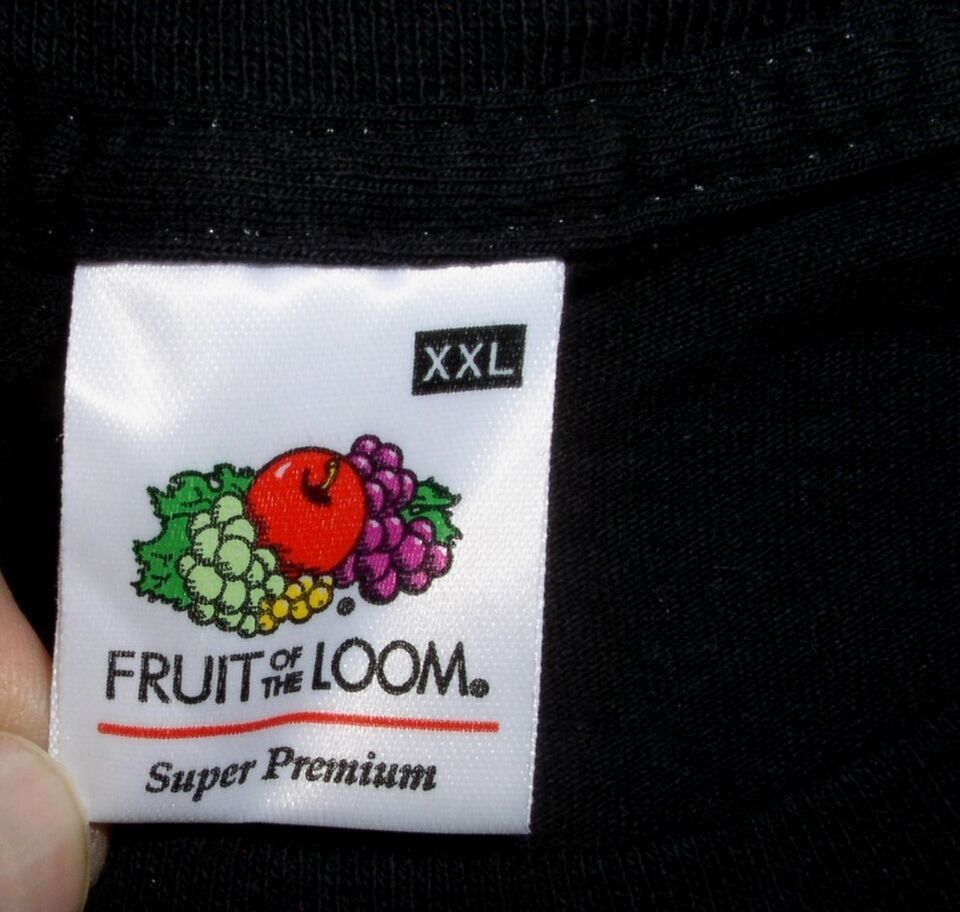 XXL
FRUIT OF THE LOOM®
Super Premium